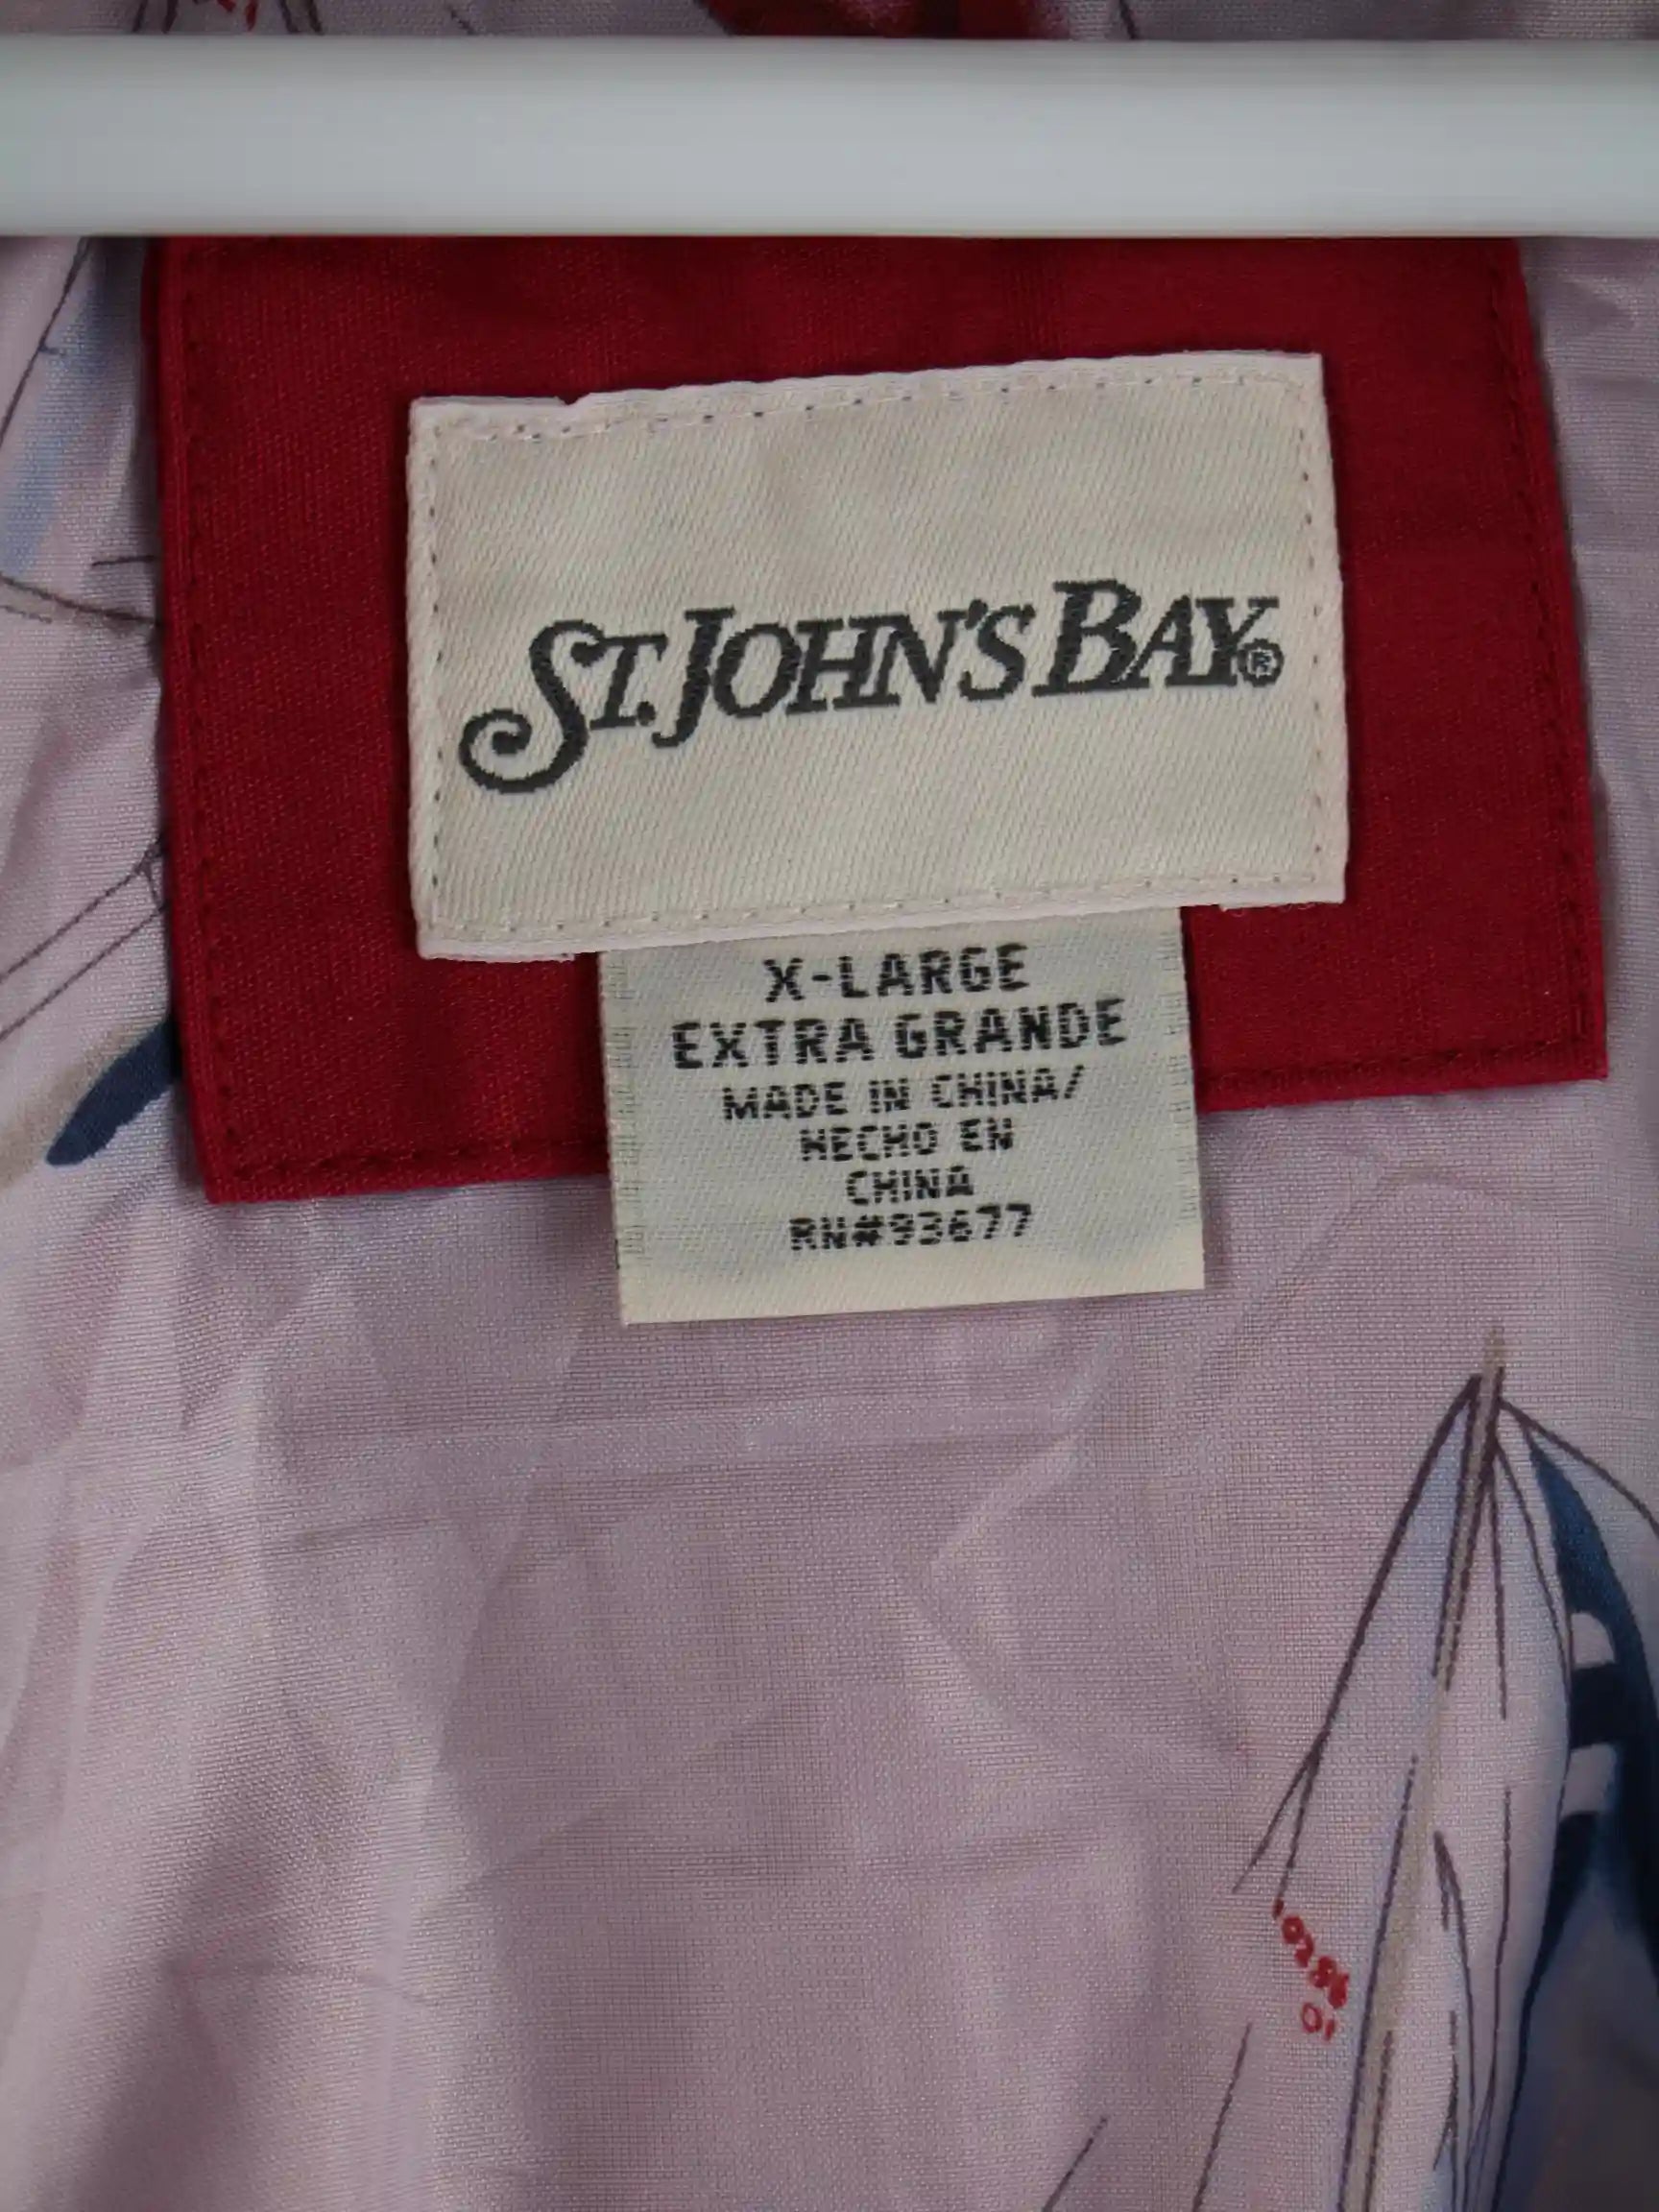 ST. JOHN'S BAY®
X-LARGE
EXTRA GRANDE
MADE IN CHINA/
HECHO EN
CHINA
RN#93677